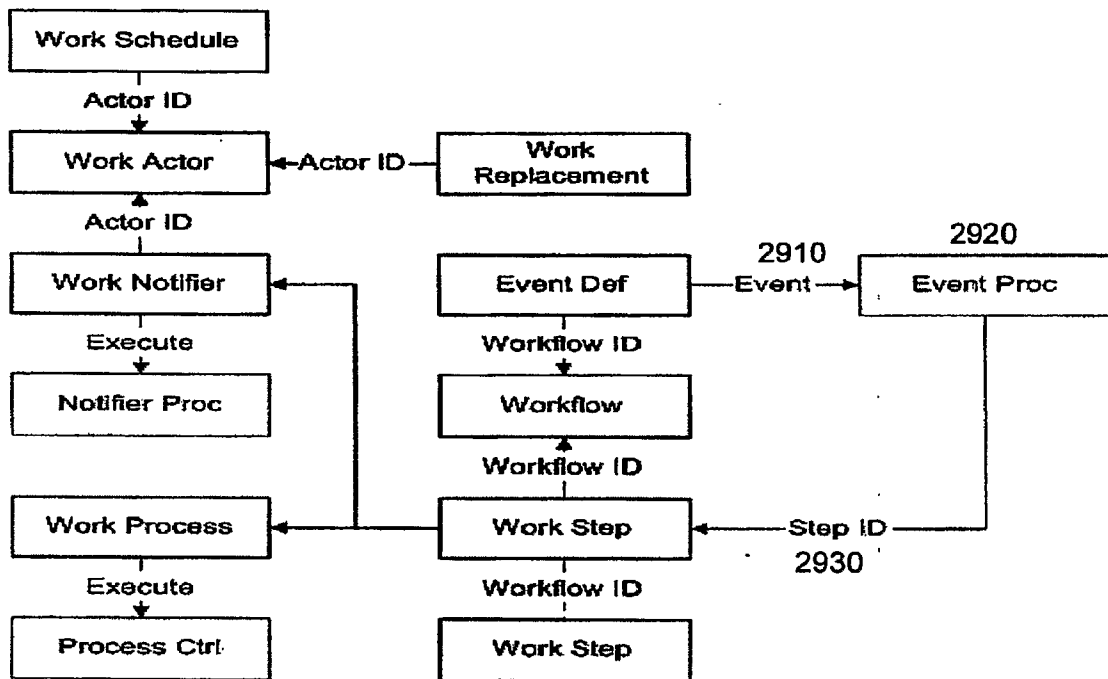 Work Schedule
Actor ID
Work Actor
Actor ID
Work
Replacement
Actor ID
Work Notifier
Event Def
2910
Event
2920
Event Proc
Execute
Workflow ID
Notifier Proc
Workflow
Workflow ID
Work Process
Work Step
Step ID
2930
Execute
Workflow ID
Process Ctrl
Work Step